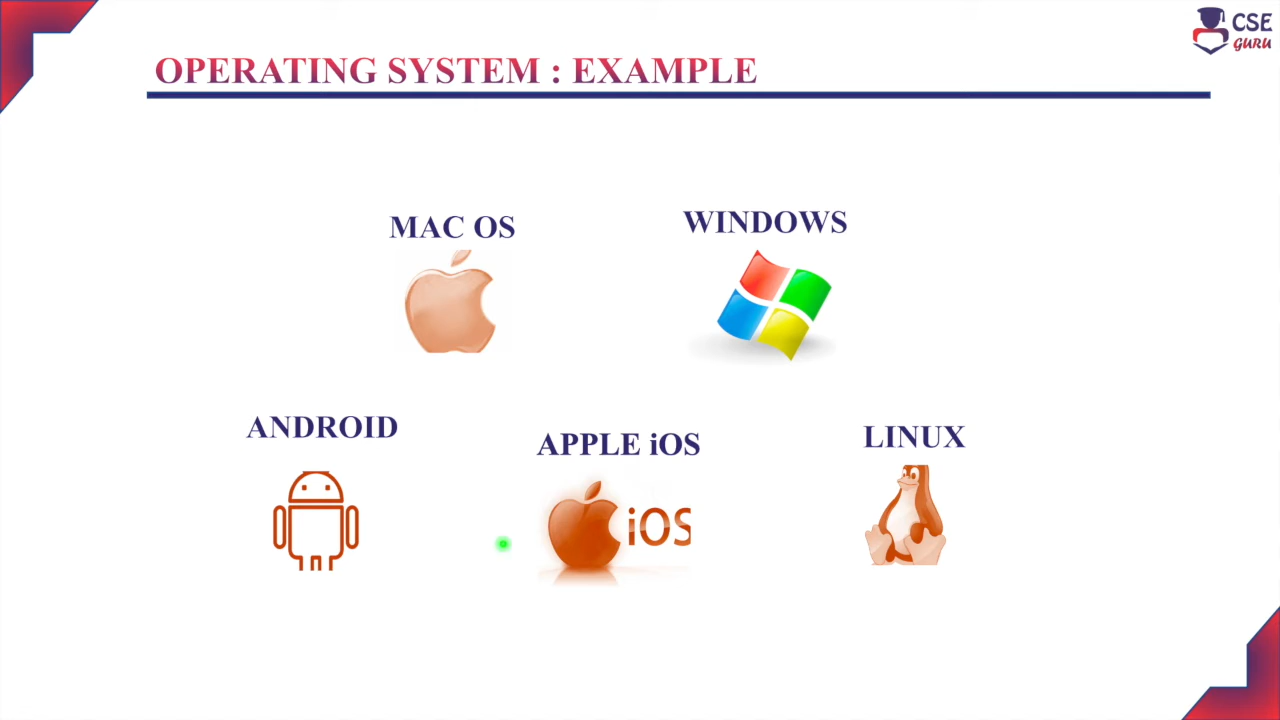 CSE
GURU
OPERATING SYSTEM : EXAMPLE
MAC OS
WINDOWS
ANDROID
APPLE iOS
LINUX
iOS